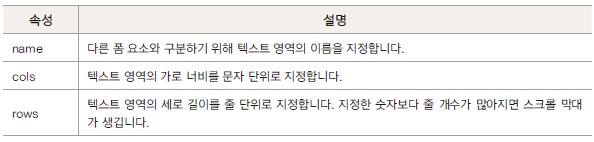 속성 설명
name 다른 폼 요소와 구분하기 위해 텍스트 영역의 이름을 지정합니다.
cols 텍스트 영역의 가로 너비를 문자 단위로 지정합니다.
rows 텍스트 영역의 세로 길이를 줄 단위로 지정합니다. 지정한 숫자보다 줄 개수가 많아지면 스크롤 막대
가 생깁니다.